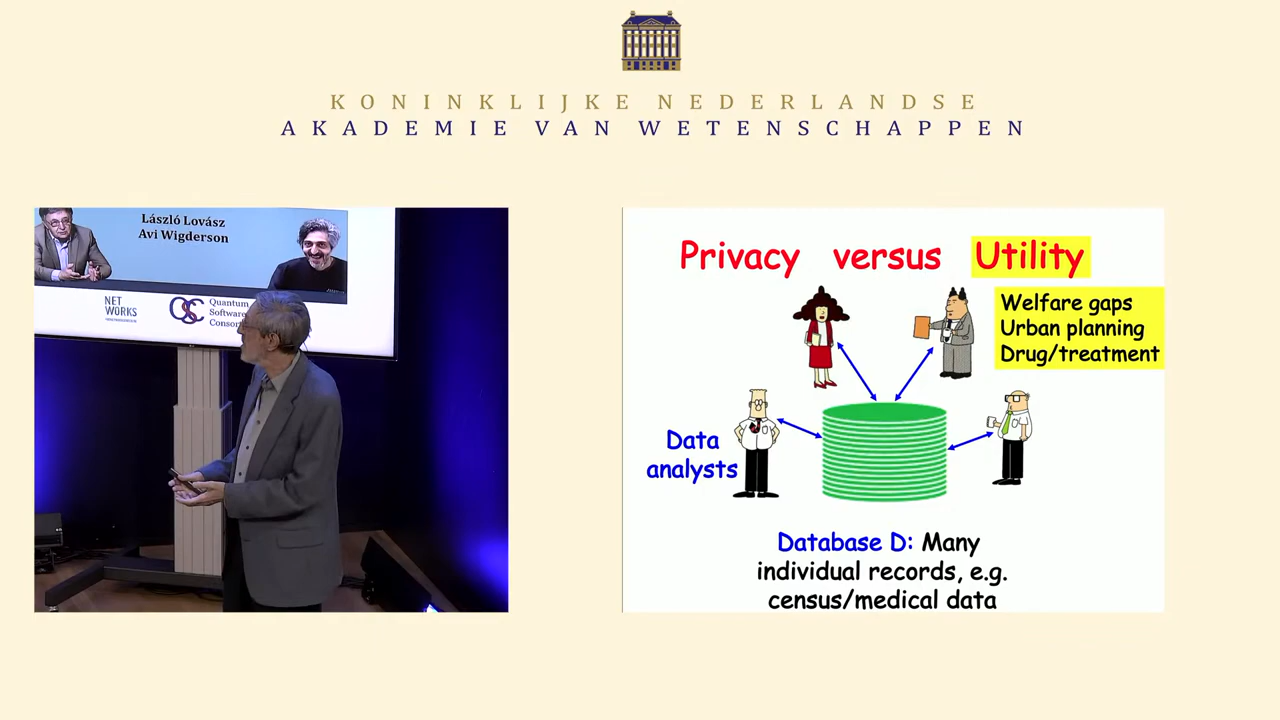 KONINKLIJKE NEDERLANDSE
AKADEMIE VAN WETENSCHAPPEN
László Lovász
Avi Wigderson
NET
WORKS
QSC
Quantum
Software
Privacy versus Utility
Welfare gaps
Urban planning
Drug/treatment
Data
analysts
Database D: Many
individual records, e.g.
census/medical data